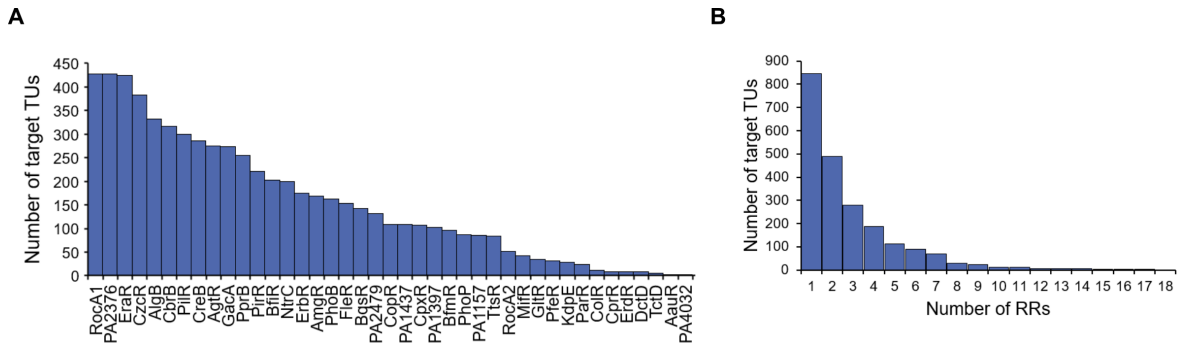 A
Number of target TUs
450
400
350
300
250
200
150
100
50
0
RocA1
PA2376
EraR
CzcR
AlgB
CbrB
PilR
CreB
AgtR
GacA
PprB
PirR
BfiR
NtrC
ErbR
AmgR
PhoB
FleR
BqsR
PA2479
CopR
PA1437
CpxR
PA1397
BfmR
PhoP
PA1157
TtsR
RocA2
MifR
GltR
PfeR
KdpE
ParR
ColR
CprR
ErdR
DctD
TctD
AauR
PA4032
B
Number of target TUs
900
800
700
600
500
400
300
200
100
0
1 2 3 4 5 6 7 8 9 10 11 12 13 14 15 16 17 18
Number of RRs